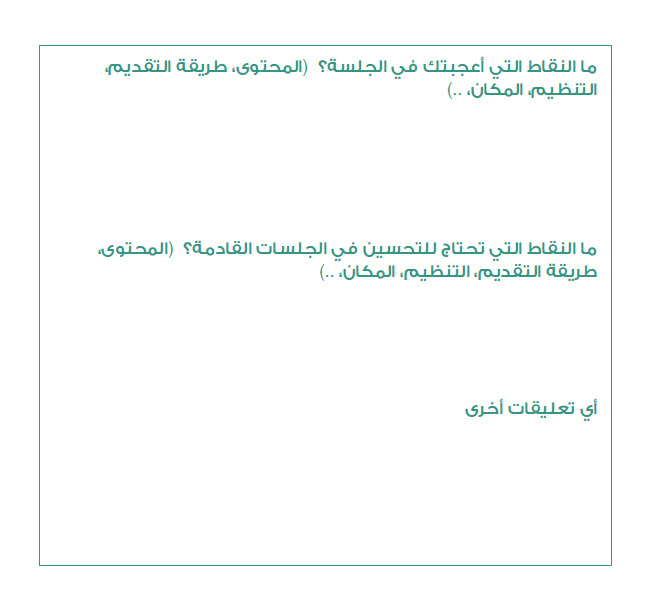 ما النقاط التي أعجبتك في الجلسة؟ (المحتوى، طريقة التقديم،
التنظيم، المكان، ..)
ما النقاط التي تحتاج للتحسين في الجلسات القادمة؟ (المحتوى،
طريقة التقديم، التنظيم، المكان، ..)
أي تعليقات أخرى